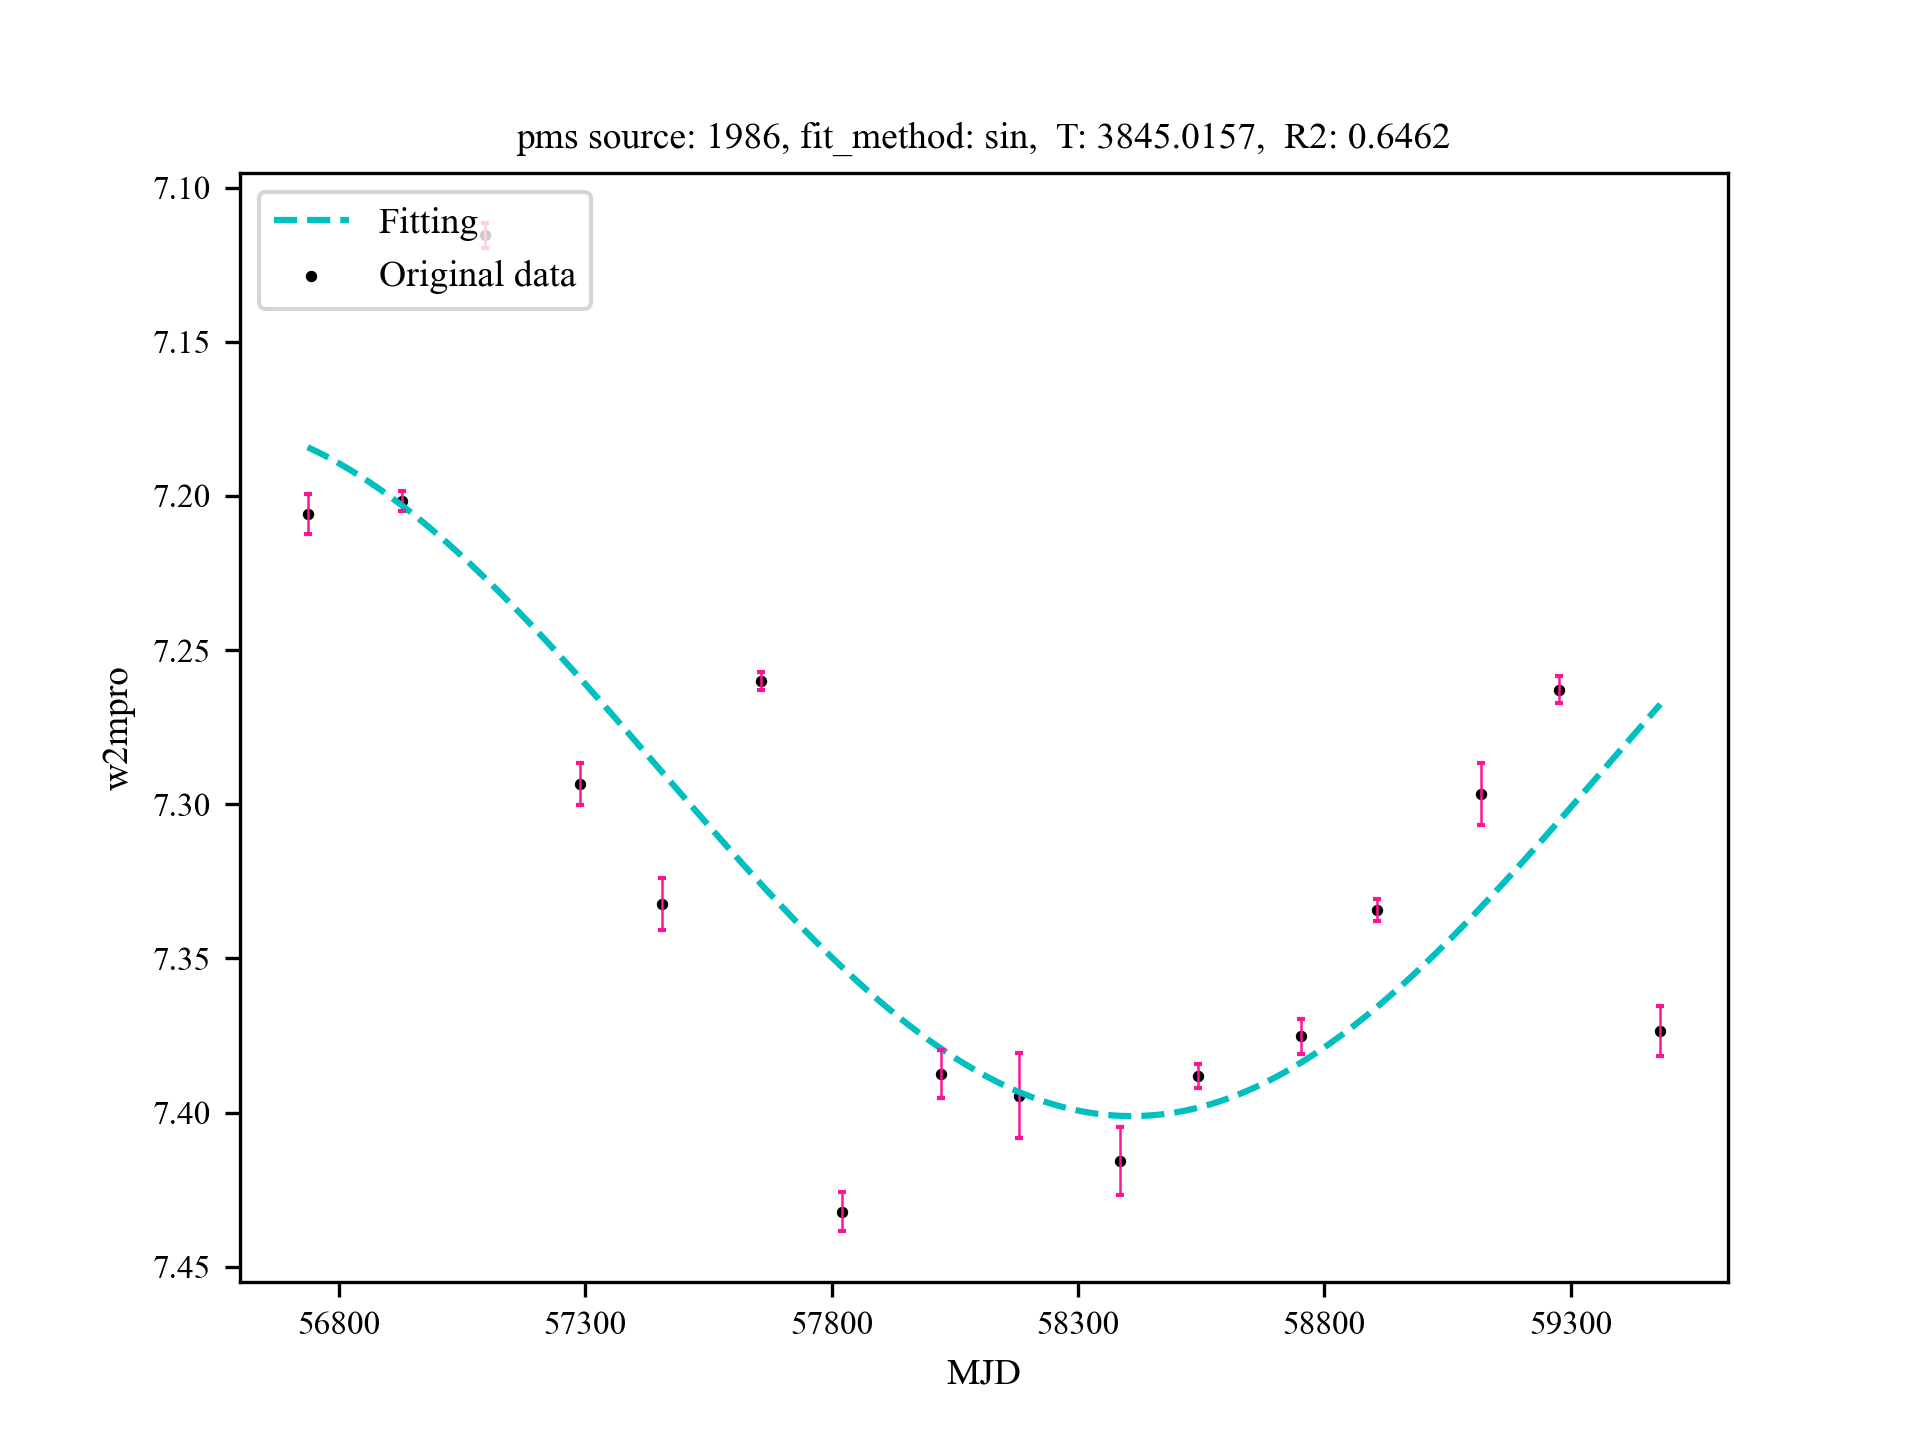 pms source: 1986, fit_method: sin, T: 3845.0157, R2: 0.6462
Fitting
Original data
7.10
7.15
7.20
7.25
7.30
7.35
7.40
7.45
w2mpro
56800 57300 57800 58300 58800 59300
MJD